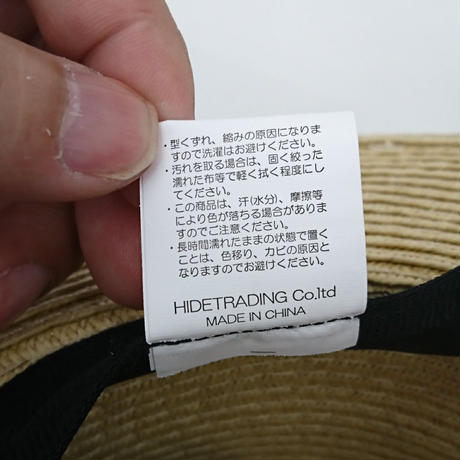 ・型くずれ、縮みの原因になりま
すので洗濯はお避けください。
・汚れを取る場合は、固く絞った
濡れた布等で軽く拭く程度にし
てください。
・この商品は、汗(水分)、摩擦等
により色が落ちる場合がありま
すのでご注意ください。
・長時間濡れたままの状態で置く
ことは、色移り、カビの原因と
なりますのでお避けください。
HIDETRADING Co.ltd
MADE IN CHINA